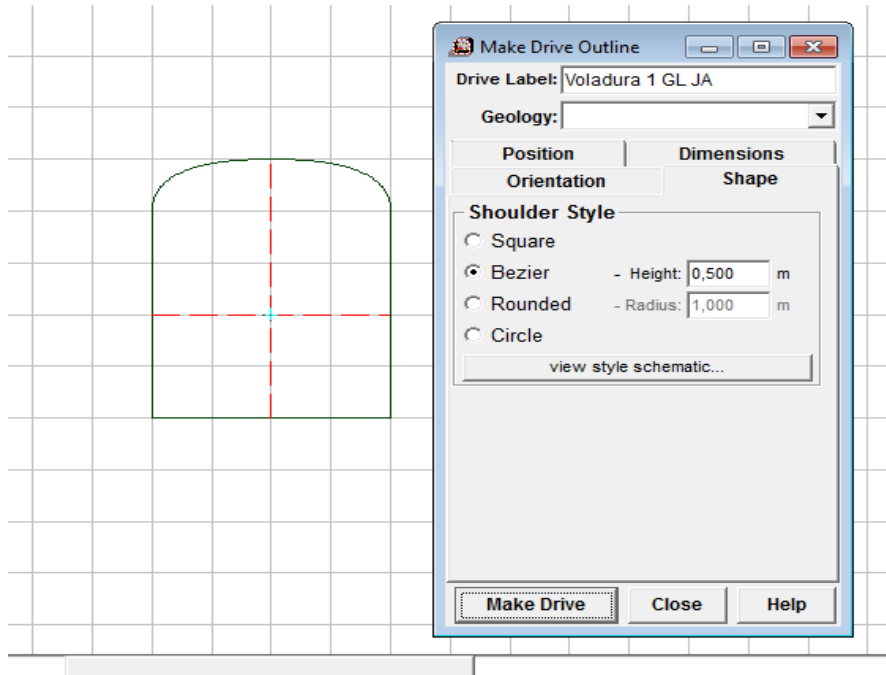 Make Drive Outline
Drive Label: Voladura 1 GL JA
Geology:
Position Dimensions
Orientation Shape
Shoulder Style
Square
Bezier - Height: 0,500 m
Rounded - Radius: 1,000 m
Circle
view style schematic...
Make Drive Close Help